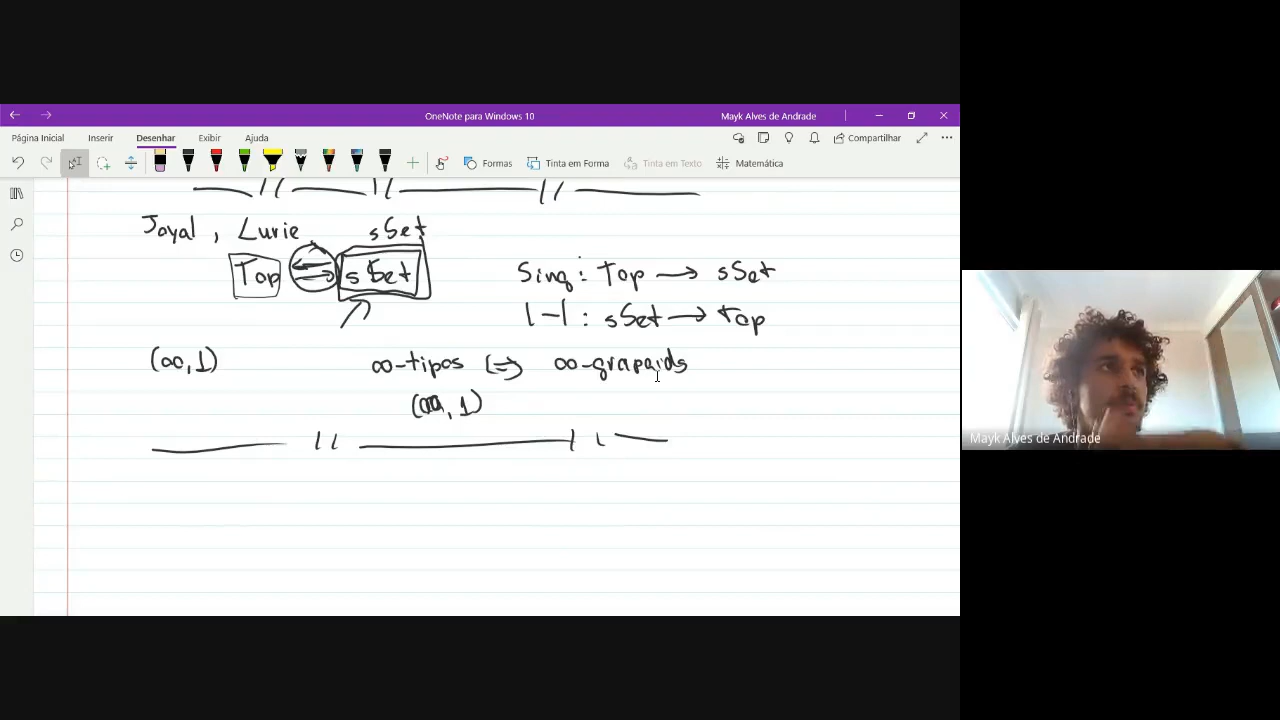 OneNote para Windows 10
Mayk Alves de Andrade
Página Inicial Inserir Desenhar Exibir Ajuda
Compartilhar
Formas Tinta em Forma Tinta em Texto Matemática
Joyal, Lurie sSet
Top ⇄ sSet
Sing: Top → sSet
|-|: sSet → Top
(∞,1) ∞-tipos ⇔ ∞-grupoids
(∞,1)
Mayk Alves de Andrade